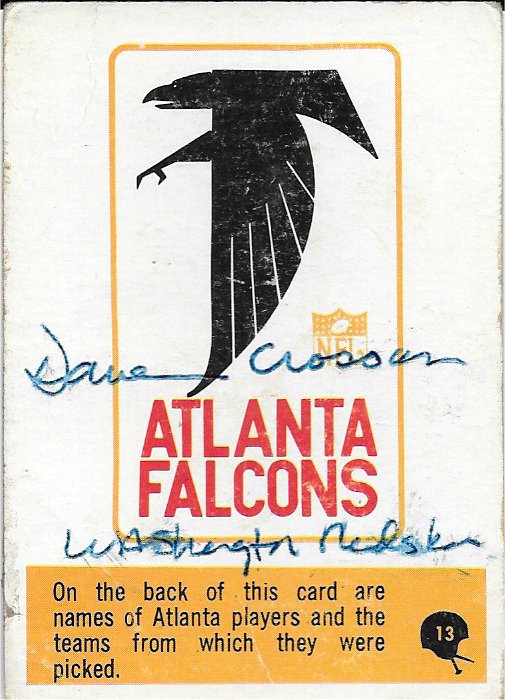 NFL
Dave Crossan
ATLANTA
FALCONS
Washington Redskins
On the back of this card are
names of Atlanta players and the
teams from which they were
picked.
13